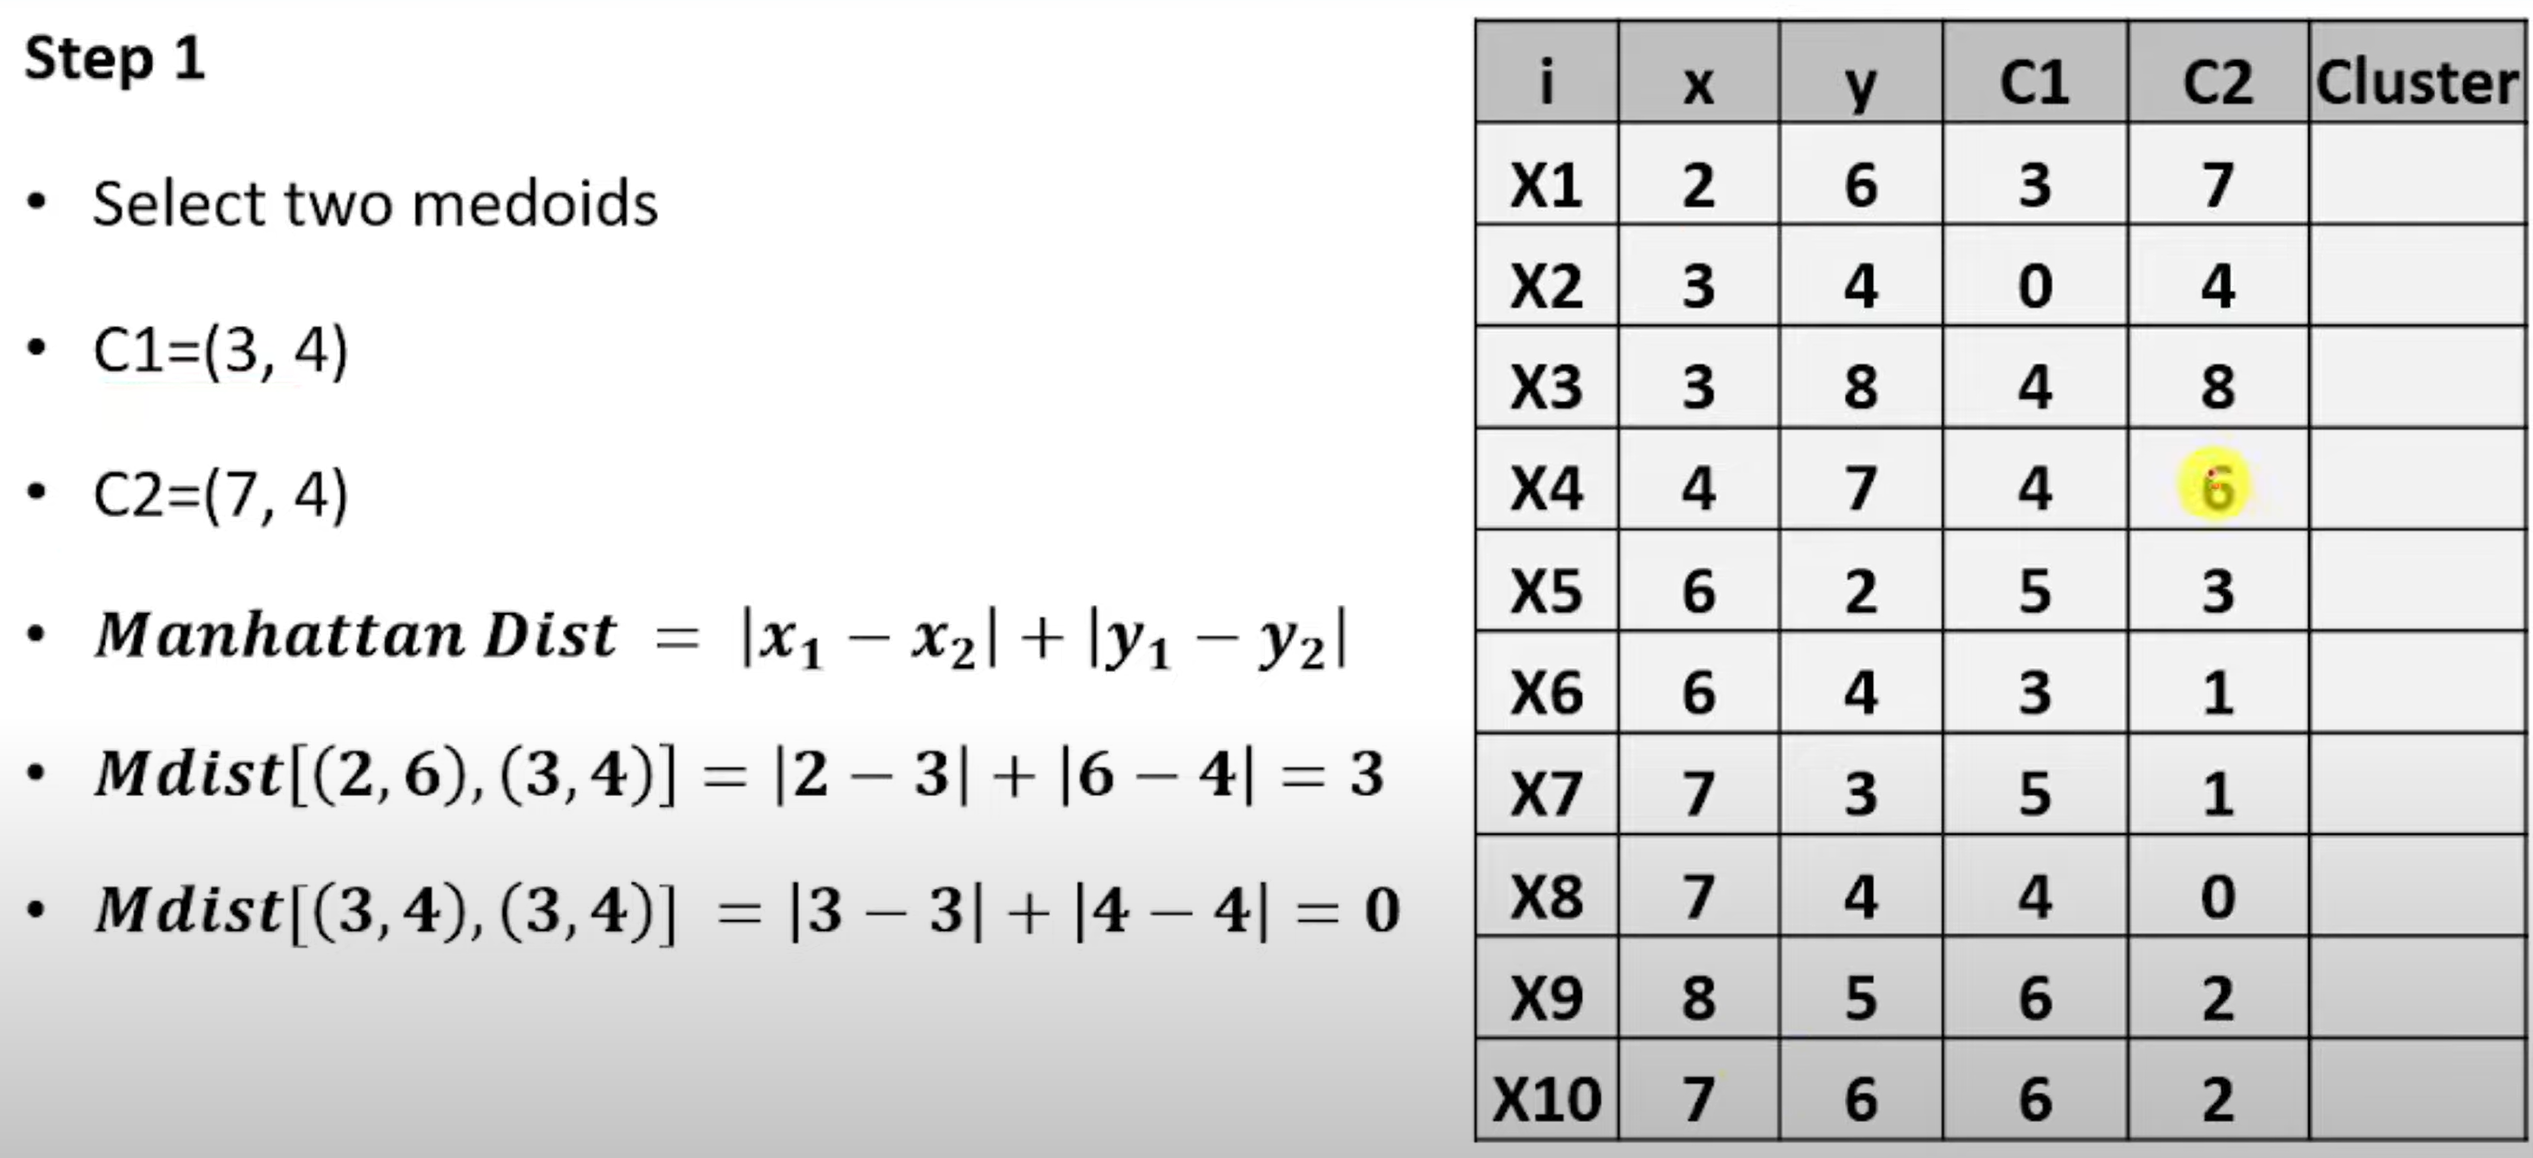 Step 1
• Select two medoids
• C1=(3, 4)
• C2=(7, 4)
• Manhattan Dist = |x₁ − x₂| + |y₁ − y₂|
• Mdist[(2, 6), (3, 4)] = |2 − 3| + |6 − 4| = 3
• Mdist[(3, 4), (3, 4)] = |3 − 3| + |4 − 4| = 0
i x y C1 C2 Cluster
X1 2 6 3 7
X2 3 4 0 4
X3 3 8 4 8
X4 4 7 4 6
X5 6 2 5 3
X6 6 4 3 1
X7 7 3 5 1
X8 7 4 4 0
X9 8 5 6 2
X10 7 6 6 2